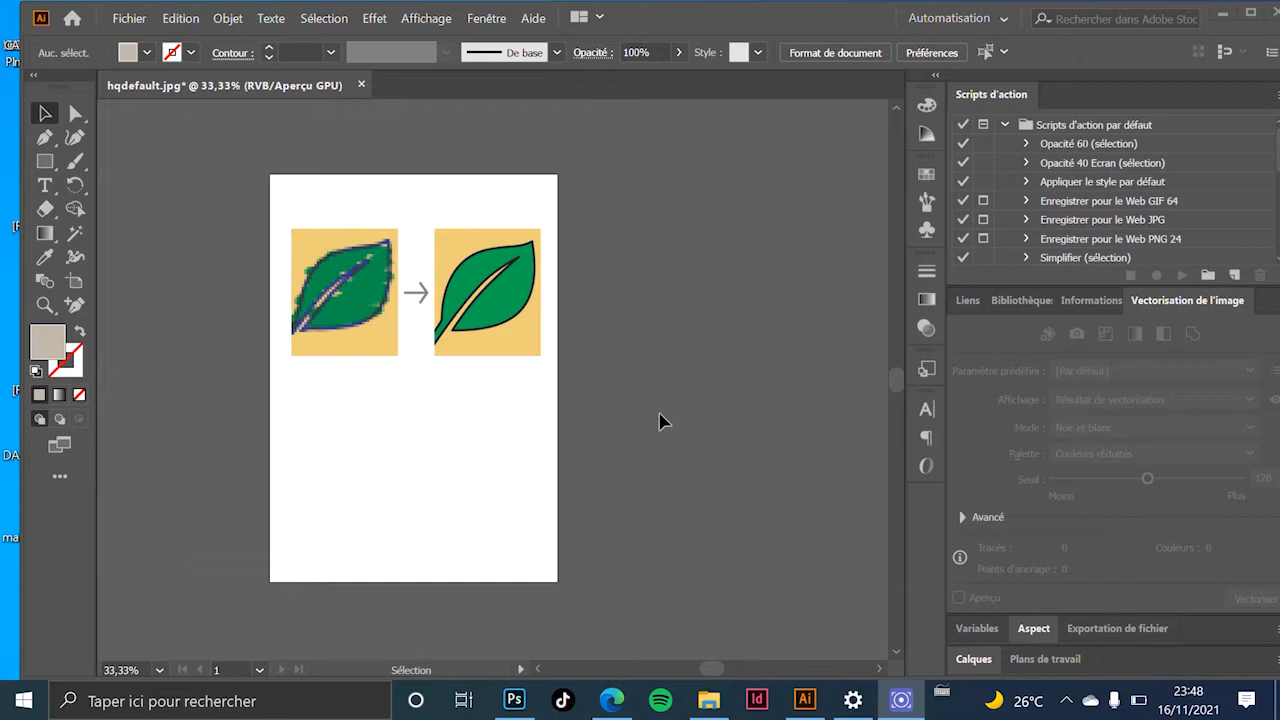 Ai Fichier Edition Objet Texte Sélection Effet Affichage Fenêtre Aide Automatisation Rechercher dans Adobe Stoc
Auc. sélect. Contour : De base Opacité : 100% Style : Format de document Préférences
hqdefault.jpg* @ 33,33% (RVB/Aperçu GPU)
Scripts d'action
Scripts d'action par défaut
Opacité 60 (sélection)
Opacité 40 Ecran (sélection)
Appliquer le style par défaut
Enregistrer pour le Web GIF 64
Enregistrer pour le Web JPG
Enregistrer pour le Web PNG 24
Simplifier (sélection)
Liens Bibliothèque: Informations Vectorisation de l'image
Paramètre prédéfini : [Par défaut]
Affichage : Résultat de vectorisation
Mode : Noir et blanc
Palette : Couleurs réduites
Seuil : 128
Moins Plus
Avancé
Tracés : 0 Couleurs : 0
Points d'ancrage : 0
Aperçu Vectoriser
Variables Aspect Exportation de fichier
Calques Plans de travail
33,33% 1 Sélection
Taper ici pour rechercher
Ps Id Ai
26°C
23:48
16/11/2021